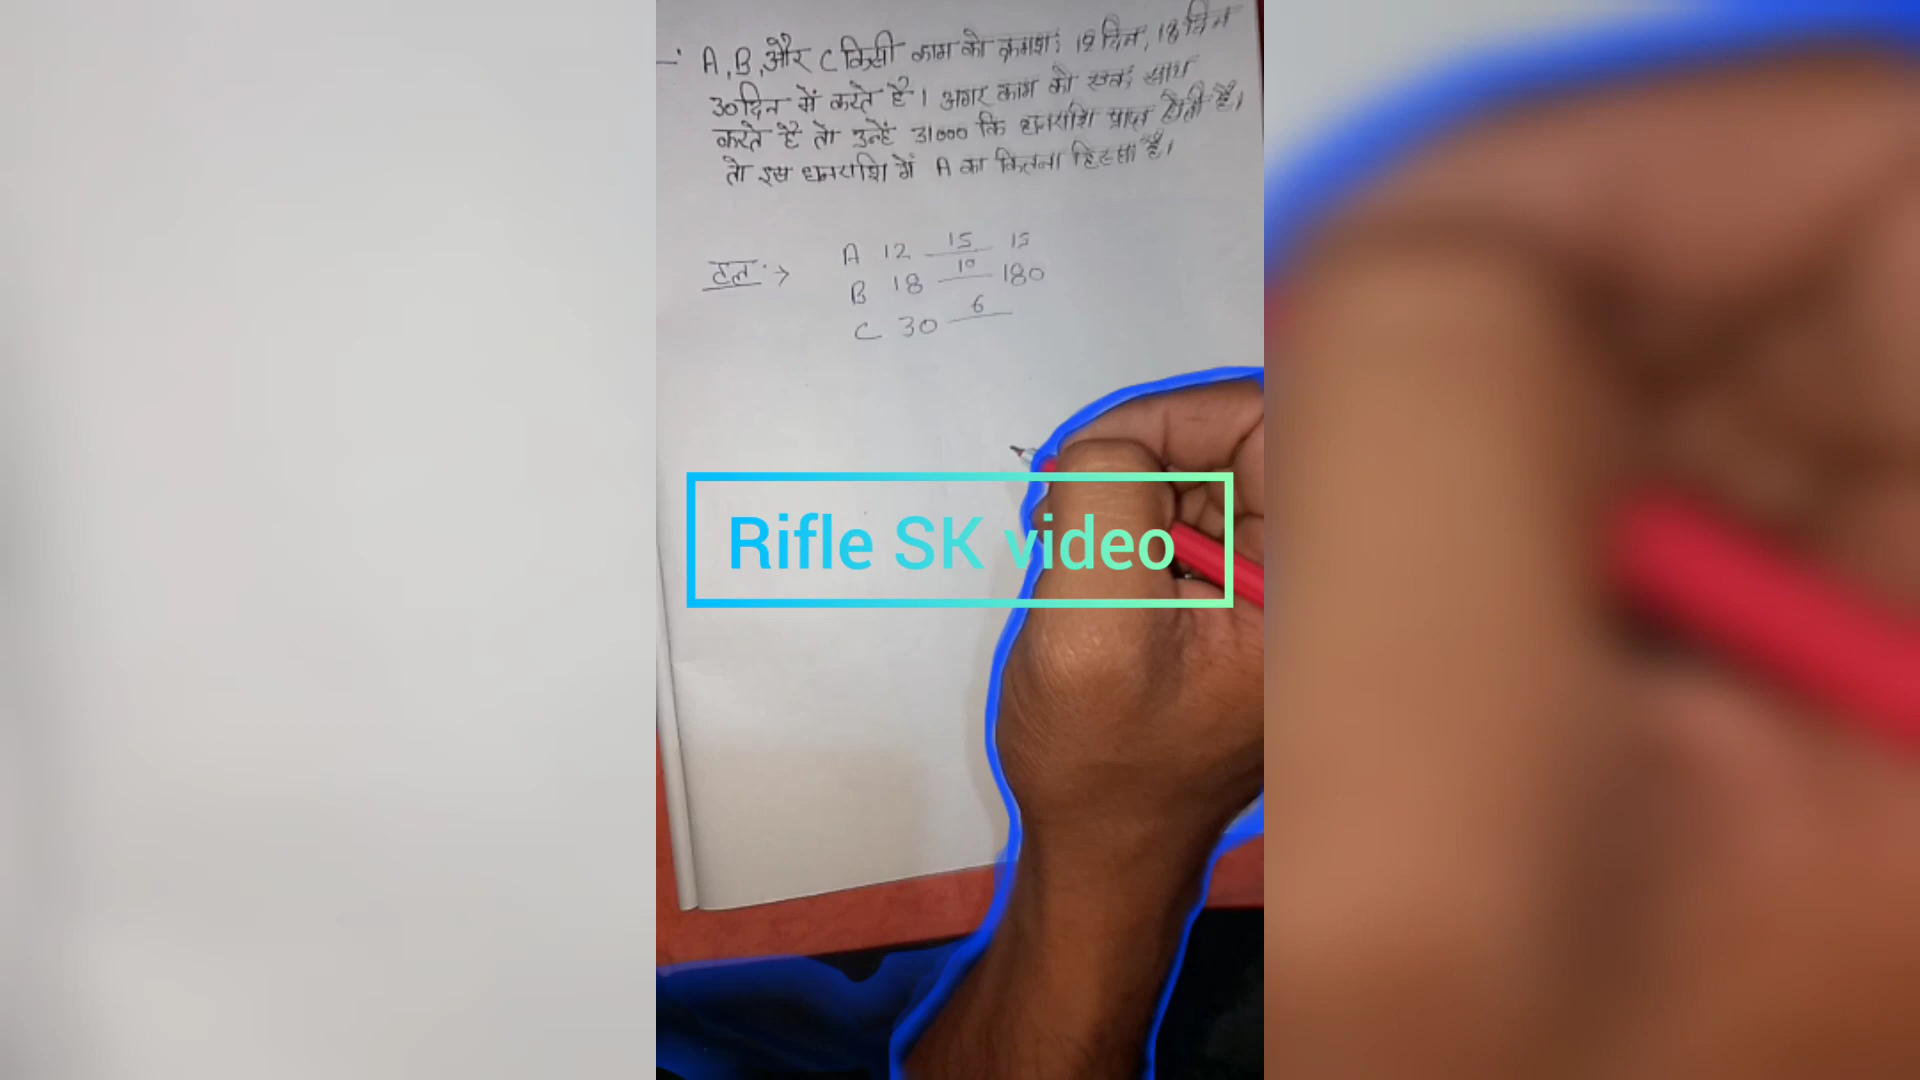 A, B, और C किसी काम को क्रमशः 12 दिन, 18 दिन
30 दिन में करते है। अगर काम को एक साथ
करते है तो उन्हें 31000 कि धनराशि प्राप्त होती है।
तो इस धनराशि में A का कितना हिस्सा है।
हल :→
A 12 15 15
B 18 10 180
C 30 6
Rifle SK video